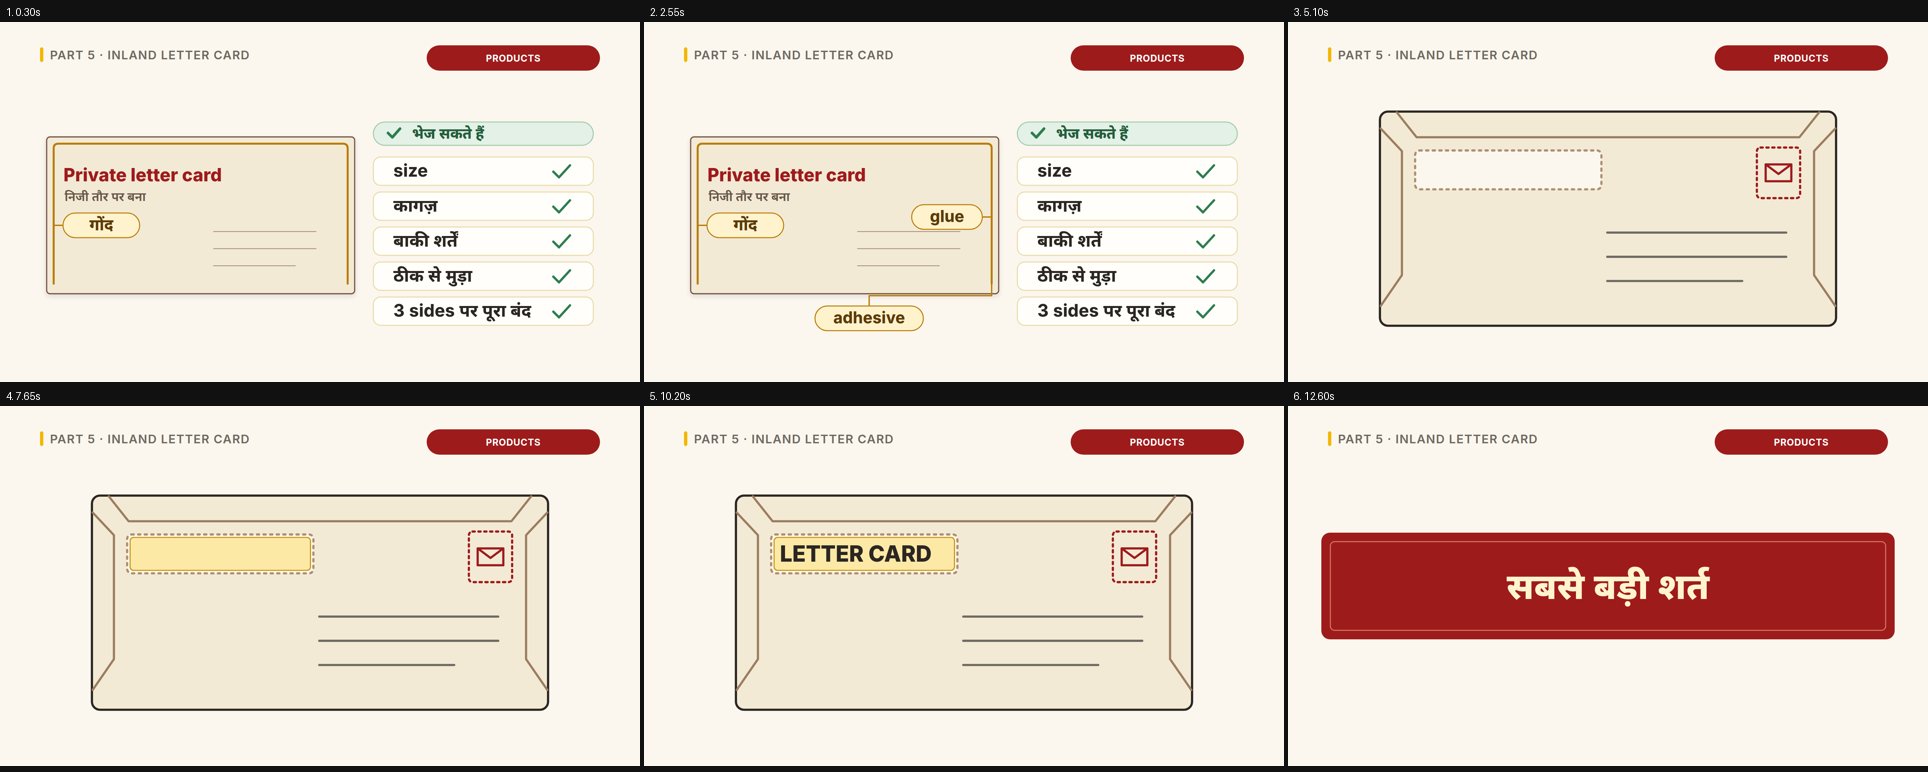 1. 0.30s
PART 5 · INLAND LETTER CARD
PRODUCTS
Private letter card
निजी तौर पर बना
गोंद
भेज सकते हैं
size
कागज़
बाकी शर्तें
ठीक से मुड़ा
3 sides पर पूरा बंद
2. 2.55s
PART 5 · INLAND LETTER CARD
PRODUCTS
Private letter card
निजी तौर पर बना
गोंद
glue
adhesive
भेज सकते हैं
size
कागज़
बाकी शर्तें
ठीक से मुड़ा
3 sides पर पूरा बंद
3. 5.10s
PART 5 · INLAND LETTER CARD
PRODUCTS
4. 7.65s
PART 5 · INLAND LETTER CARD
PRODUCTS
5. 10.20s
PART 5 · INLAND LETTER CARD
PRODUCTS
LETTER CARD
6. 12.60s
PART 5 · INLAND LETTER CARD
PRODUCTS
सबसे बड़ी शर्त